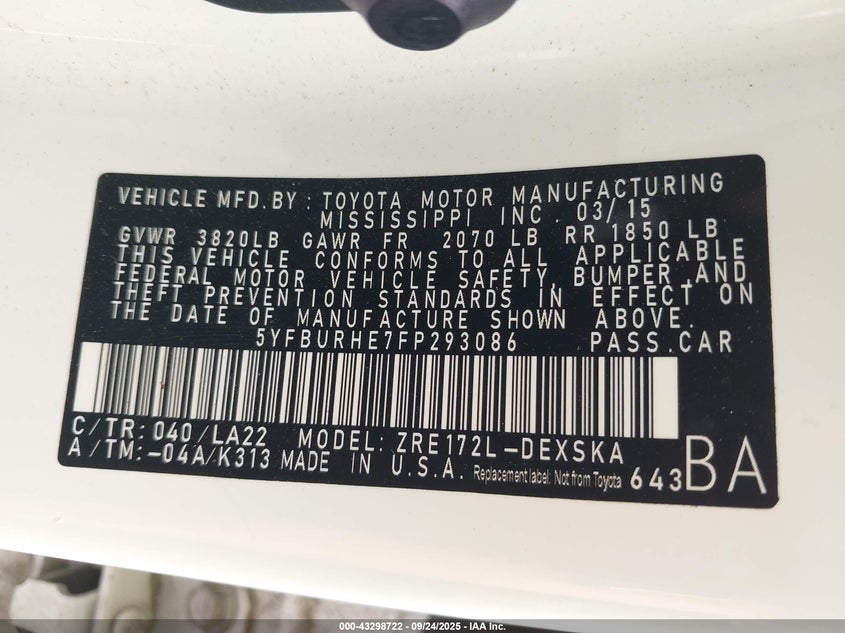 VEHICLE MFD.BY : TOYOTA MOTOR MANUFACTURING
MISSISSIPPI INC 03/15
GVWR 3820LB GAWR FR 2070 LB RR 1850 LB
THIS VEHICLE CONFORMS TO ALL APPLICABLE
FEDERAL MOTOR VEHICLE SAFETY, BUMPER AND
THEFT PREVENTION STANDARDS IN EFFECT ON
THE DATE OF MANUFACTURE SHOWN ABOVE.
5YFBURHE7FP293086 PASS.CAR
C/TR: 040/LA22 MODEL: ZRE172L-DEXSKA
A/TM:-04A/K313 MADE IN U.S.A. Replacement label: Not from Toyota 643 BA
000-43298722 - 09/24/2025 - IAA Inc.